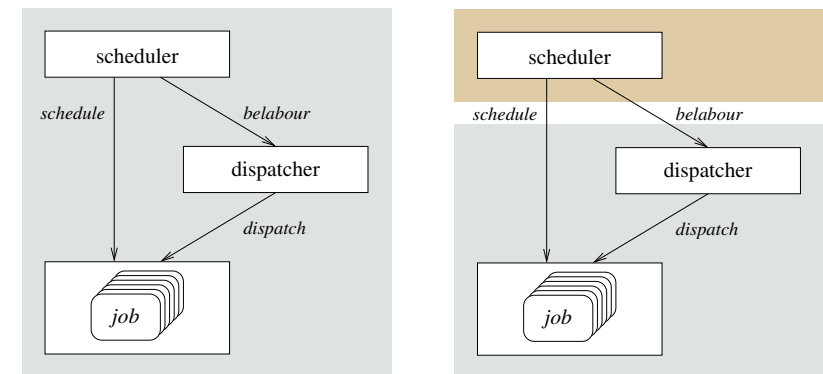 scheduler
schedule
belabour
dispatcher
dispatch
job
scheduler
schedule
belabour
dispatcher
dispatch
job